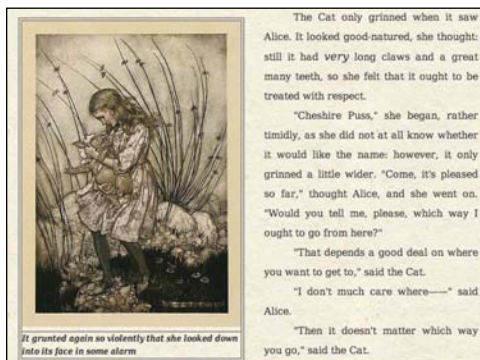 It grunted again so violently that she looked down
into its face in some alarm
The Cat only grinned when it saw
Alice. It looked good-natured, she thought:
still it had very long claws and a great
many teeth, so she felt that it ought to be
treated with respect.
"Cheshire Puss," she began, rather
timidly, as she did not at all know whether
it would like the name: however, it only
grinned a little wider. "Come, it's pleased
so far," thought Alice, and she went on.
"Would you tell me, please, which way I
ought to go from here?"
"That depends a good deal on where
you want to get to," said the Cat.
"I don't much care where——" said
Alice.
"Then it doesn't matter which way
you go," said the Cat.